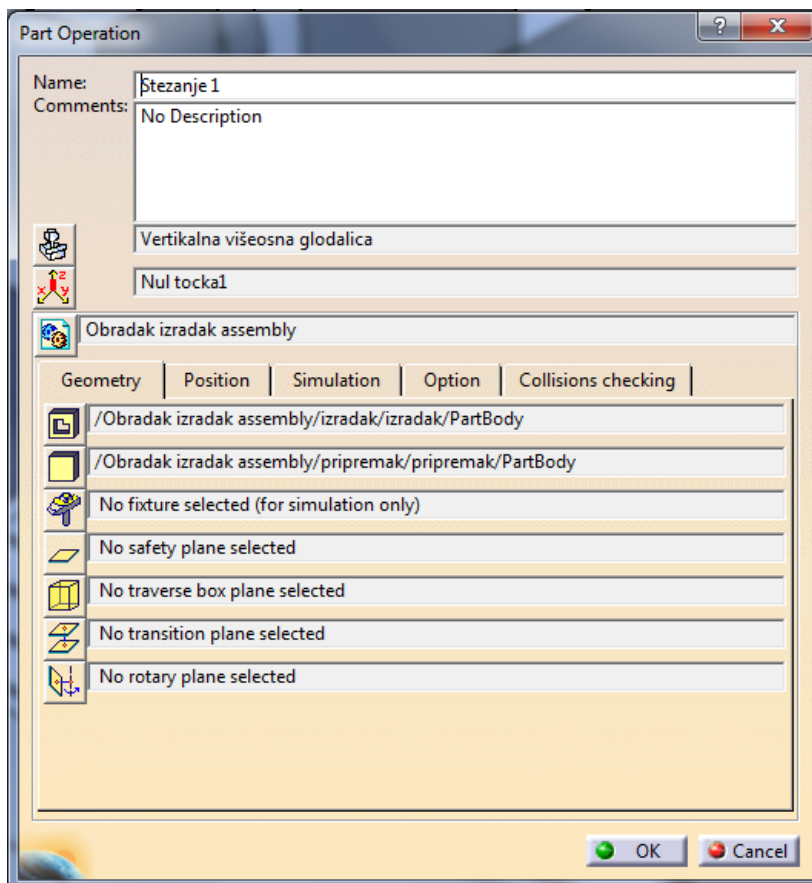 Part Operation
Name:
Stezanje 1
Comments:
No Description
Vertikalna višeosna glodalica
Nul tocka1
Obradak izradak assembly
Geometry Position Simulation Option Collisions checking
/Obradak izradak assembly/izradak/izradak/PartBody
/Obradak izradak assembly/pripremak/pripremak/PartBody
No fixture selected (for simulation only)
No safety plane selected
No traverse box plane selected
No transition plane selected
No rotary plane selected
OK Cancel